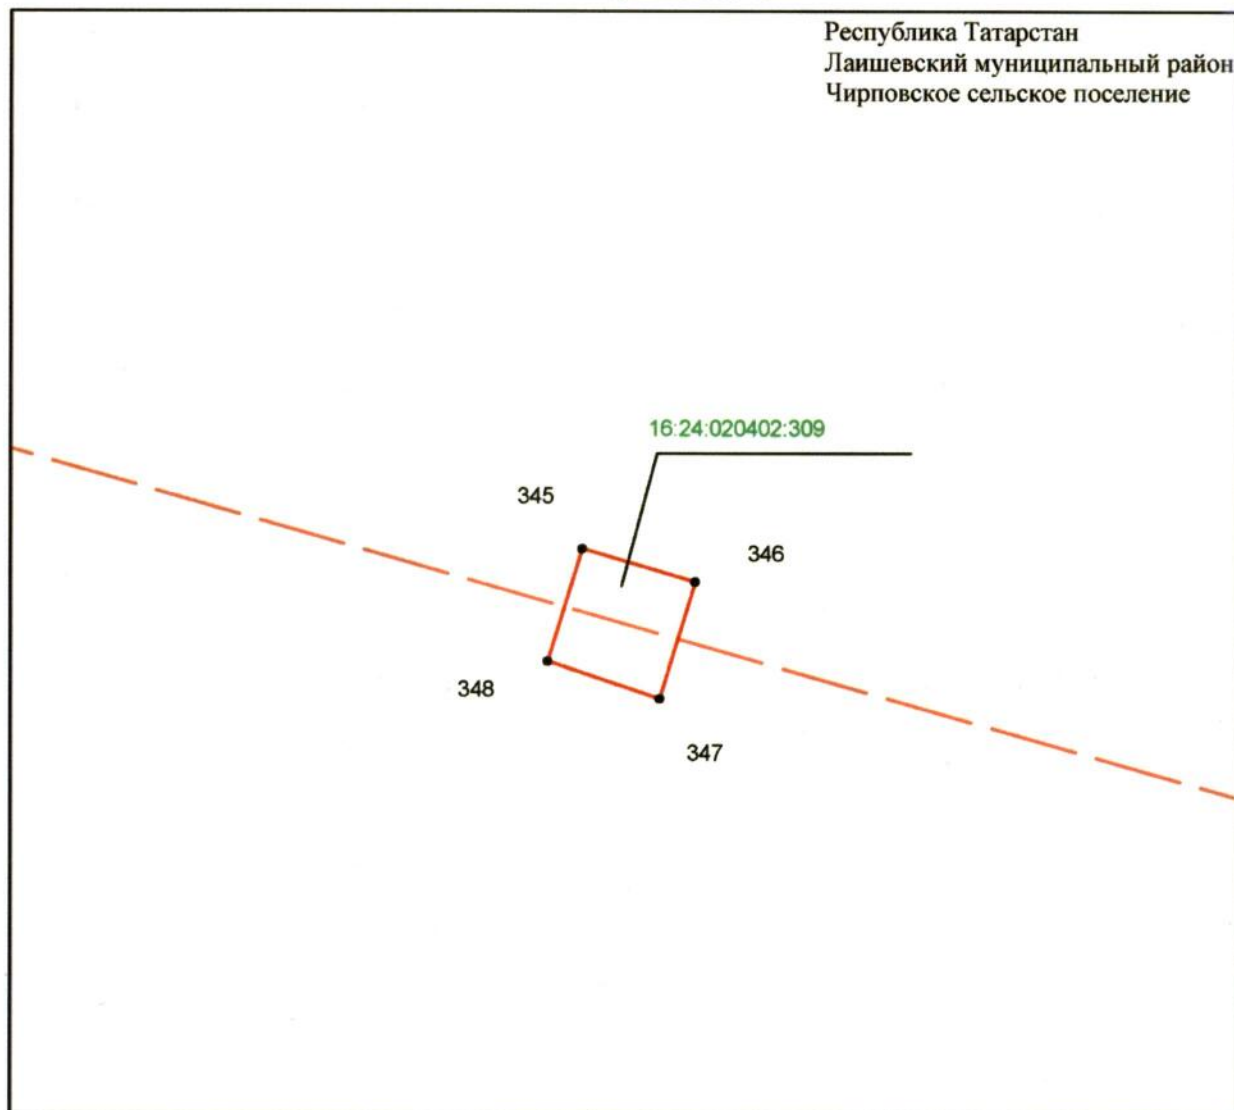 Республика Татарстан
Лаишевский муниципальный район
Чирповское сельское поселение
16:24:020402:309
345
346
348
347